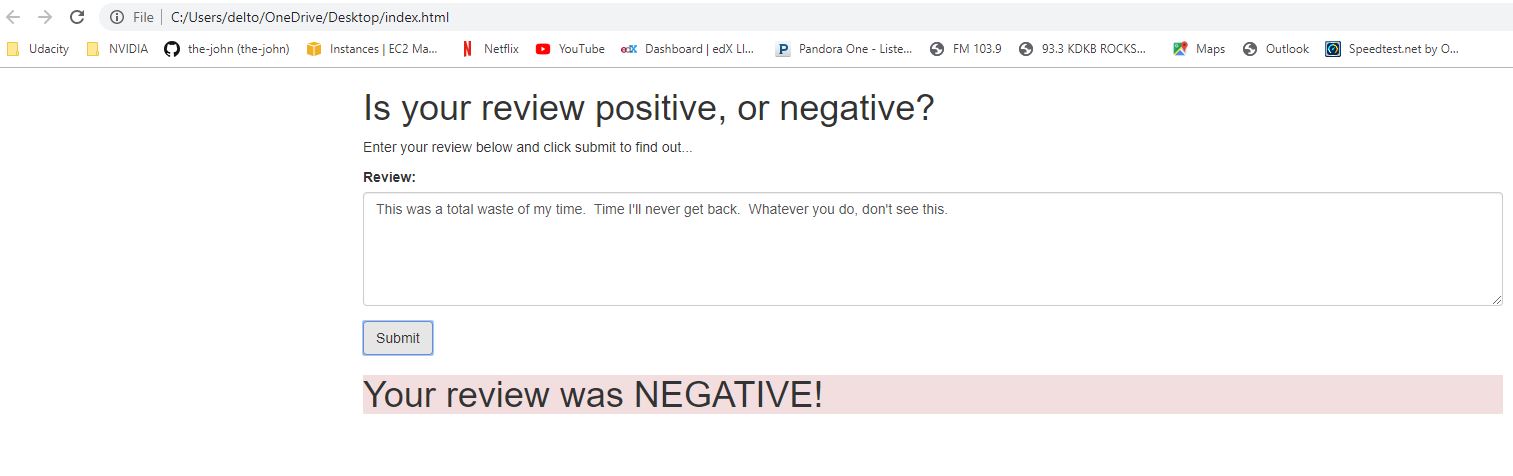 File | C:/Users/delto/OneDrive/Desktop/index.html
Udacity NVIDIA the-john (the-john) Instances | EC2 Ma... Netflix YouTube edX Dashboard | edX LI... P Pandora One - Liste... FM 103.9 93.3 KDKB ROCKS... Maps Outlook Speedtest.net by O...
Is your review positive, or negative?
Enter your review below and click submit to find out...
Review:
This was a total waste of my time.  Time I'll never get back.  Whatever you do, don't see this.
Submit
Your review was NEGATIVE!